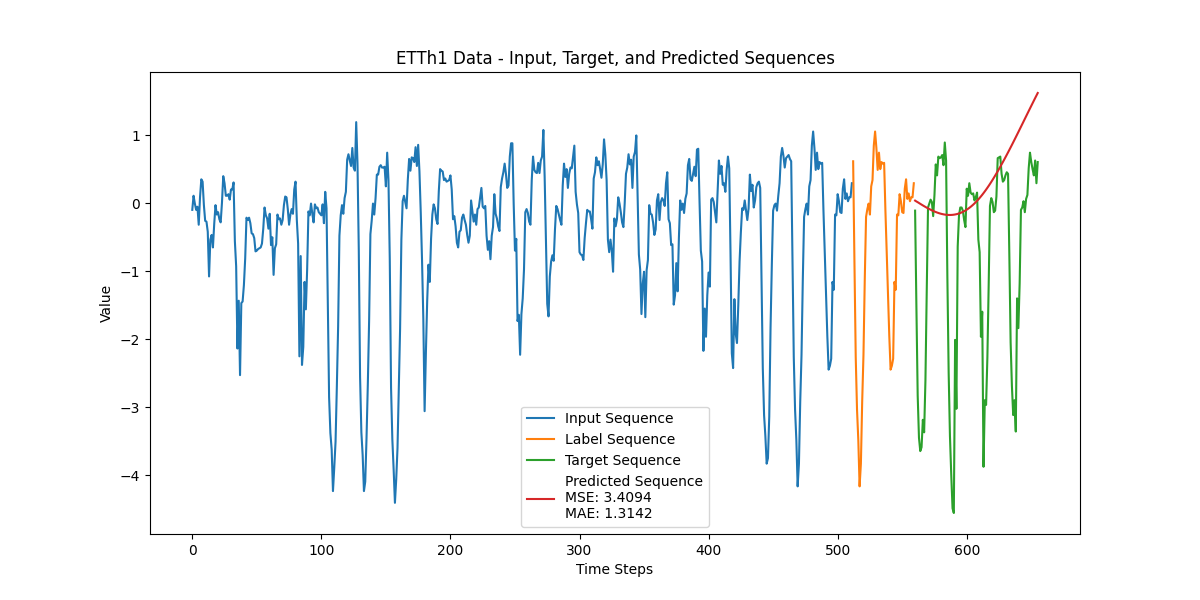 ETTh1 Data - Input, Target, and Predicted Sequences
Value
1
0
−1
−2
−3
−4
Input Sequence
Label Sequence
Target Sequence
Predicted Sequence
MSE: 3.4094
MAE: 1.3142
0 100 200 300 400 500 600
Time Steps